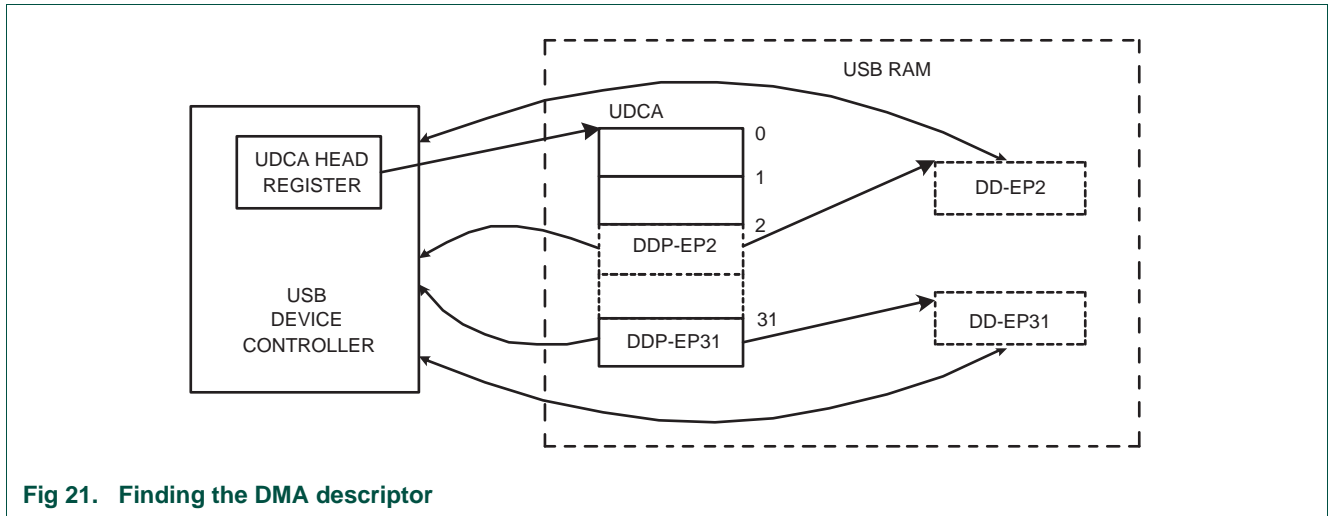 USB RAM
UDCA
UDCA HEAD
REGISTER
0
1
2
31
DDP-EP2
DDP-EP31
DD-EP2
DD-EP31
USB
DEVICE
CONTROLLER
Fig 21. Finding the DMA descriptor